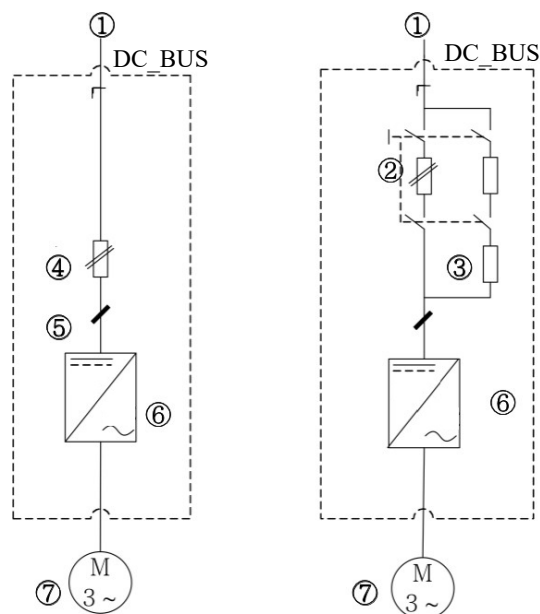 ① ①
DC_BUS DC_BUS
②
④ ③
⑤
⑥ ⑥
M M
⑦ 3~ ⑦ 3~